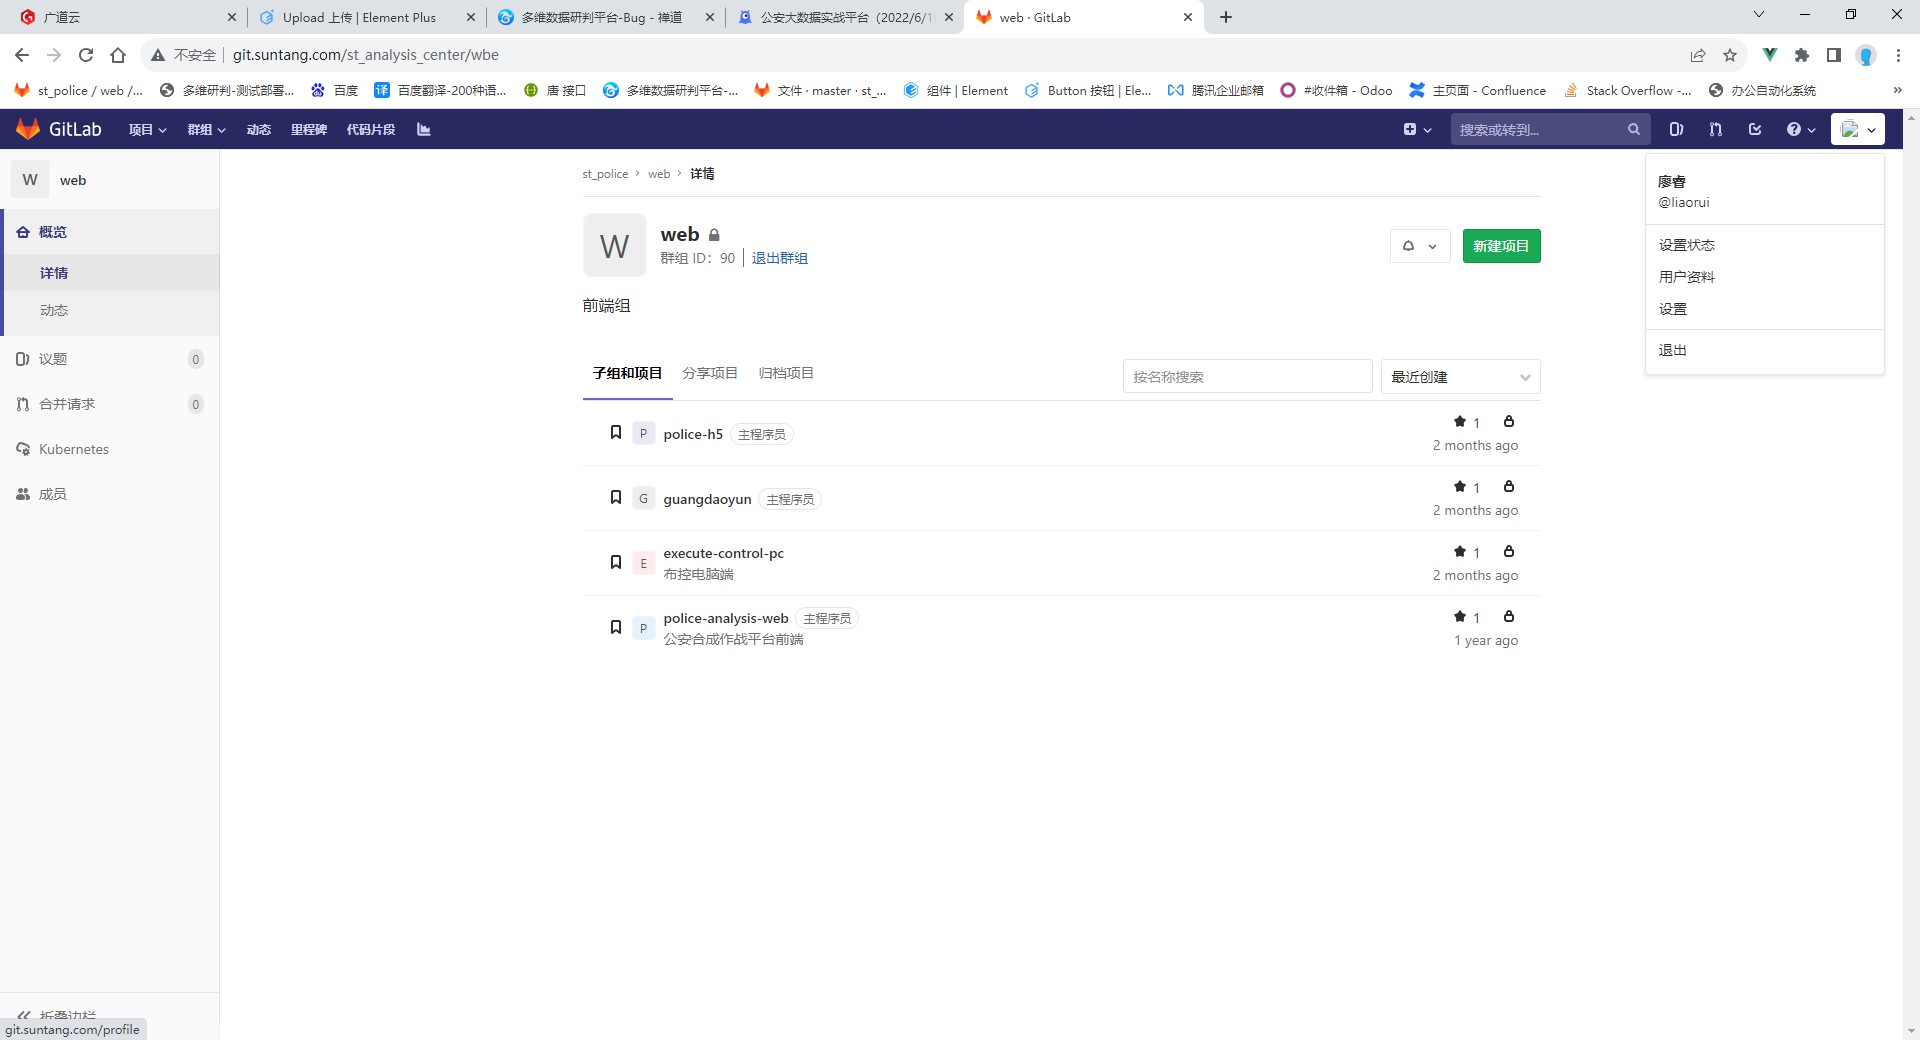 广道云
Upload 上传 | Element Plus
多维数据研判平台-Bug - 禅道
公安大数据实战平台（2022/6/1
web · GitLab
不安全
git.suntang.com/st_analysis_center/wbe
st_police / web /...
多维研判-测试部署...
百度
译 百度翻译-200种语...
唐 接口
多维数据研判平台-...
文件 · master · st_...
组件 | Element
Button 按钮 | Ele...
腾讯企业邮箱
#收件箱 - Odoo
主页面 - Confluence
Stack Overflow -...
办公自动化系统
»
GitLab
项目
群组
动态
里程碑
代码片段
搜索或转到...
W web
概览
详情
动态
议题 0
合并请求 0
Kubernetes
成员
折叠边栏
git.suntang.com/profile
st_police > web > 详情
W
web
群组 ID：90 | 退出群组
新建项目
前端组
子组和项目
分享项目
归档项目
按名称搜索
最近创建
P police-h5 主程序员
1
2 months ago
G guangdaoyun 主程序员
1
2 months ago
E execute-control-pc
布控电脑端
1
2 months ago
P police-analysis-web 主程序员
公安合成作战平台前端
1
1 year ago
廖睿
@liaorui
设置状态
用户资料
设置
退出